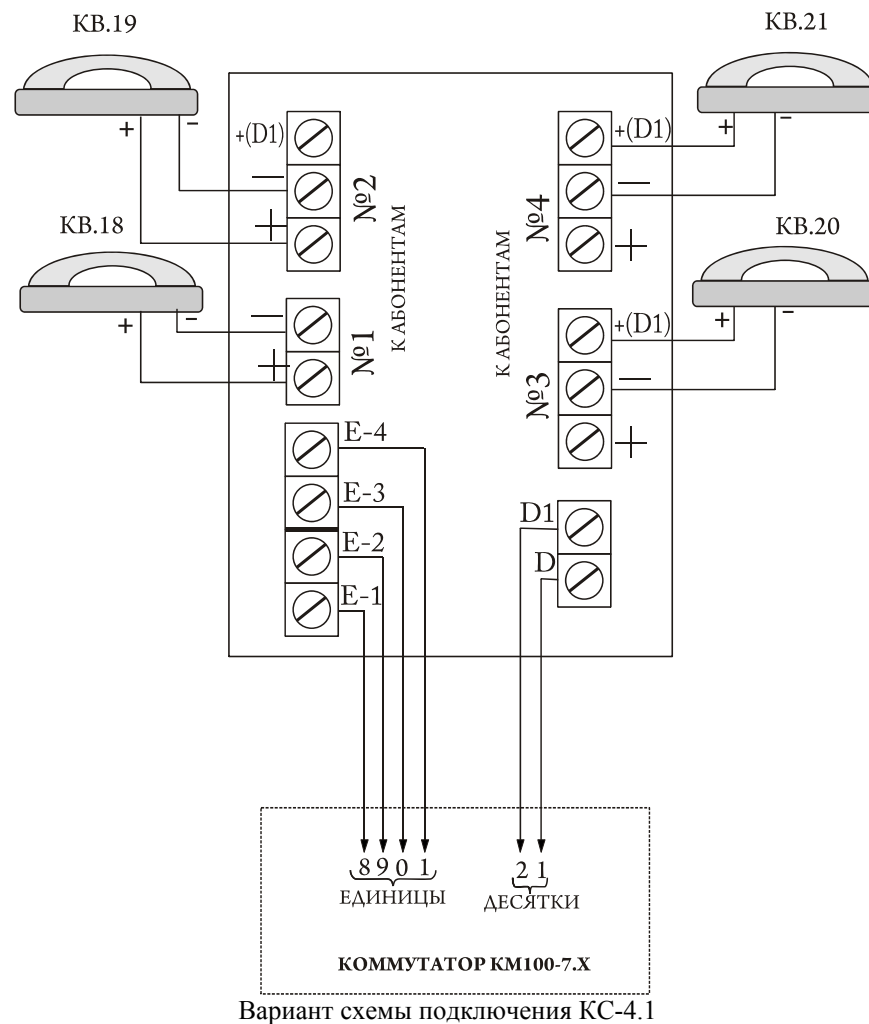 КВ.19
КВ.21
+ –
+ –
+(D1)
—
+
№2
+(D1)
—
+
№4
КВ.18
КВ.20
+ –
+ –
—
+
№1
К АБОНЕНТАМ
К АБОНЕНТАМ
+(D1)
—
+
№3
E-4
E-3
E-2
E-1
D1
D
8 9 0 1
ЕДИНИЦЫ
2 1
ДЕСЯТКИ
КОММУТАТОР КМ100-7.Х
Вариант схемы подключения КС-4.1